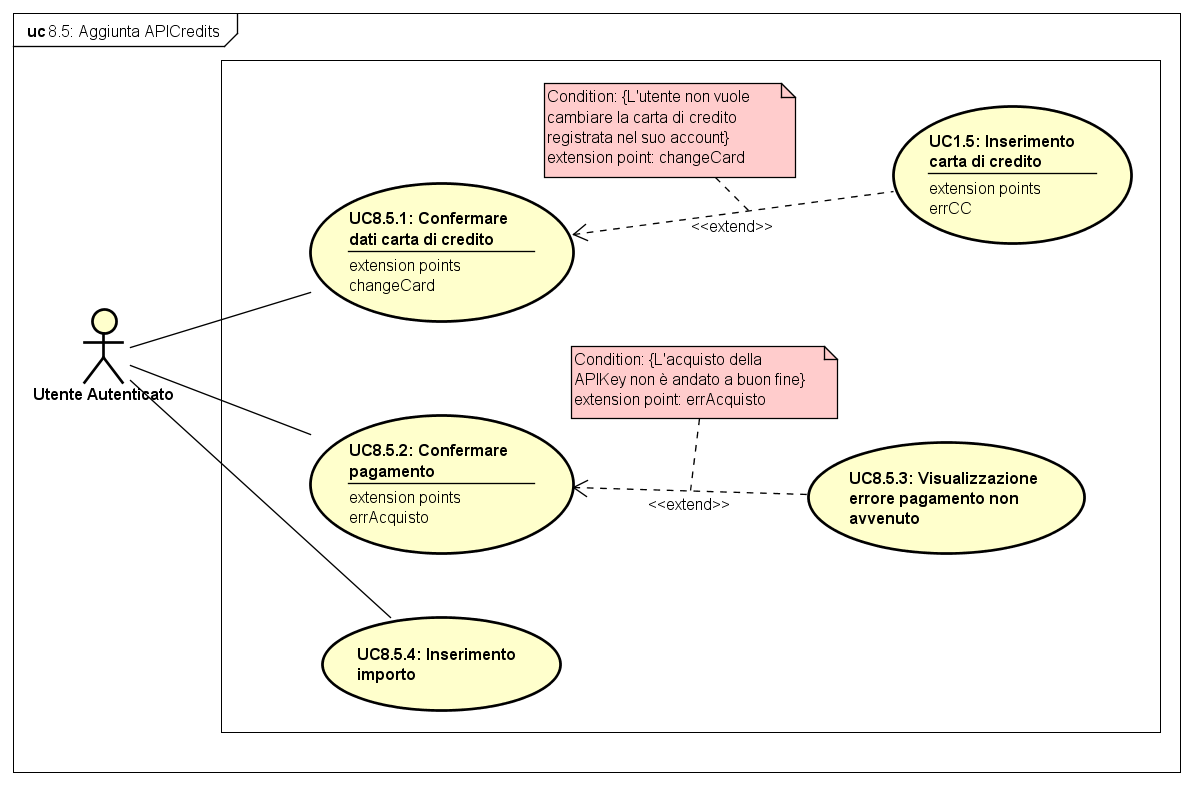 uc 8.5: Aggiunta APICredits
Condition: {L'utente non vuole
cambiare la carta di credito
registrata nel suo account}
extension point: changeCard
UC1.5: Inserimento
carta di credito
extension points
errCC
<<extend>>
UC8.5.1: Confermare
dati carta di credito
extension points
changeCard
Utente Autenticato
Condition: {L'acquisto della
APIKey non è andato a buon fine}
extension point: errAcquisto
UC8.5.2: Confermare
pagamento
extension points
errAcquisto
<<extend>>
UC8.5.3: Visualizzazione
errore pagamento non
avvenuto
UC8.5.4: Inserimento
importo